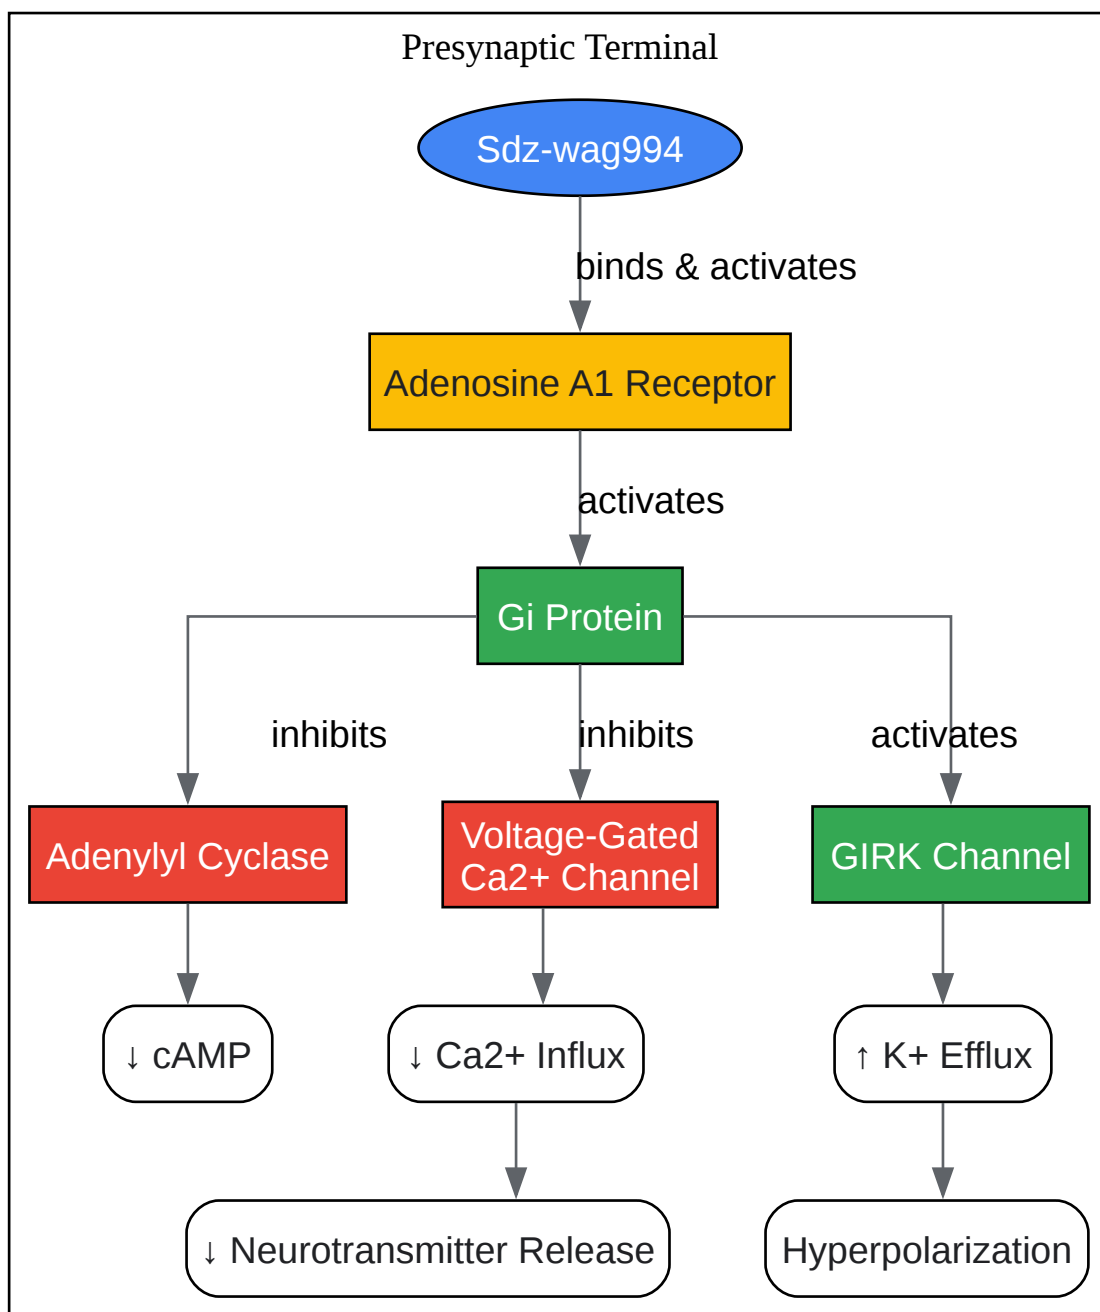 Presynaptic Terminal
Sdz-wag994
binds & activates
Adenosine A1 Receptor
activates
Gi Protein
inhibits
inhibits
activates
Adenylyl Cyclase
Voltage-Gated
Ca2+ Channel
GIRK Channel
↓ cAMP
↓ Ca2+ Influx
↑ K+ Efflux
↓ Neurotransmitter Release
Hyperpolarization